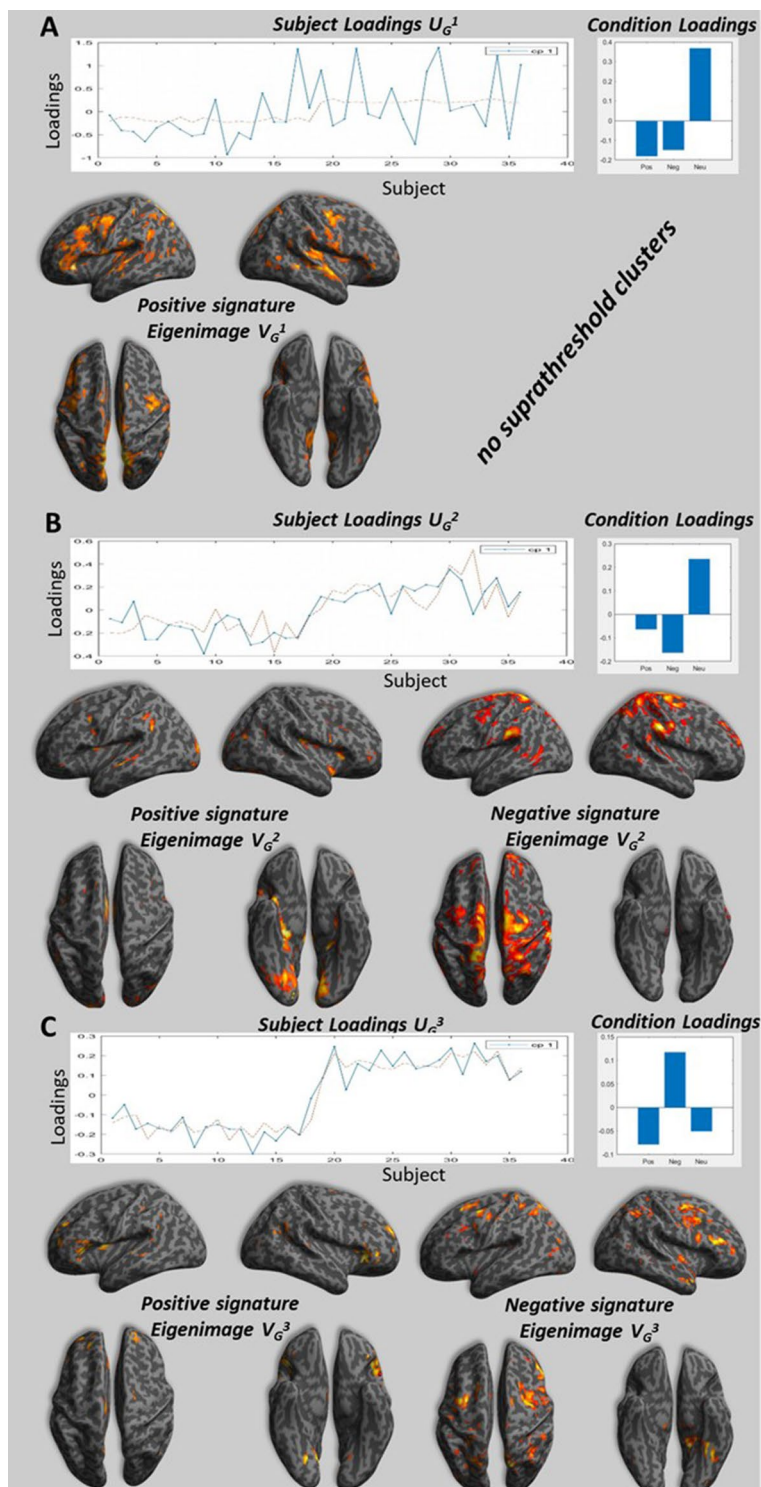 A
Subject Loadings U_G^1
Condition Loadings
Loadings
1.5
1
0.5
0
-0.5
-1
cp 1
0 5 10 15 20 25 30 35 40
Subject
0.4
0.3
0.2
0.1
0
-0.1
-0.2
Pos Neg Neu
Positive signature
Eigenimage V_G^1
no suprathreshold clusters
B
Subject Loadings U_G^2
Condition Loadings
Loadings
0.6
0.4
0.2
0
-0.2
-0.4
cp 1
0 5 10 15 20 25 30 35 40
Subject
0.3
0.2
0.1
0
-0.1
-0.2
Pos Neg Neu
Positive signature
Eigenimage V_G^2
Negative signature
Eigenimage V_G^2
C
Subject Loadings U_G^3
Condition Loadings
Loadings
0.3
0.2
0.1
0
-0.1
-0.2
-0.3
cp 1
0 5 10 15 20 25 30 35 40
Subject
0.15
0.1
0.05
0
-0.05
-0.1
Pos Neg Neu
Positive signature
Eigenimage V_G^3
Negative signature
Eigenimage V_G^3